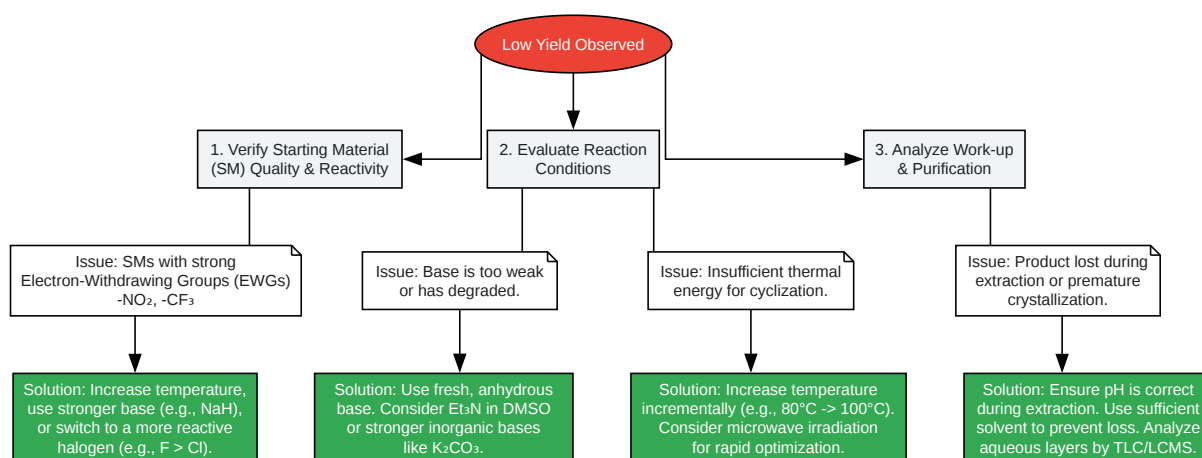 Low Yield Observed
1. Verify Starting Material
(SM) Quality & Reactivity
2. Evaluate Reaction
Conditions
3. Analyze Work-up
& Purification
Issue: SMs with strong
Electron-Withdrawing Groups (EWGs)
-NO₂, -CF₃
Issue: Base is too weak
or has degraded.
Issue: Insufficient thermal
energy for cyclization.
Issue: Product lost during
extraction or premature
crystallization.
Solution: Increase temperature,
use stronger base (e.g., NaH),
or switch to a more reactive
halogen (e.g., F > Cl).
Solution: Use fresh, anhydrous
base. Consider Et₃N in DMSO
or stronger inorganic bases
like K₂CO₃.
Solution: Increase temperature
incrementally (e.g., 80°C -> 100°C).
Consider microwave irradiation
for rapid optimization.
Solution: Ensure pH is correct
during extraction. Use sufficient
solvent to prevent loss. Analyze
aqueous layers by TLC/LCMS.